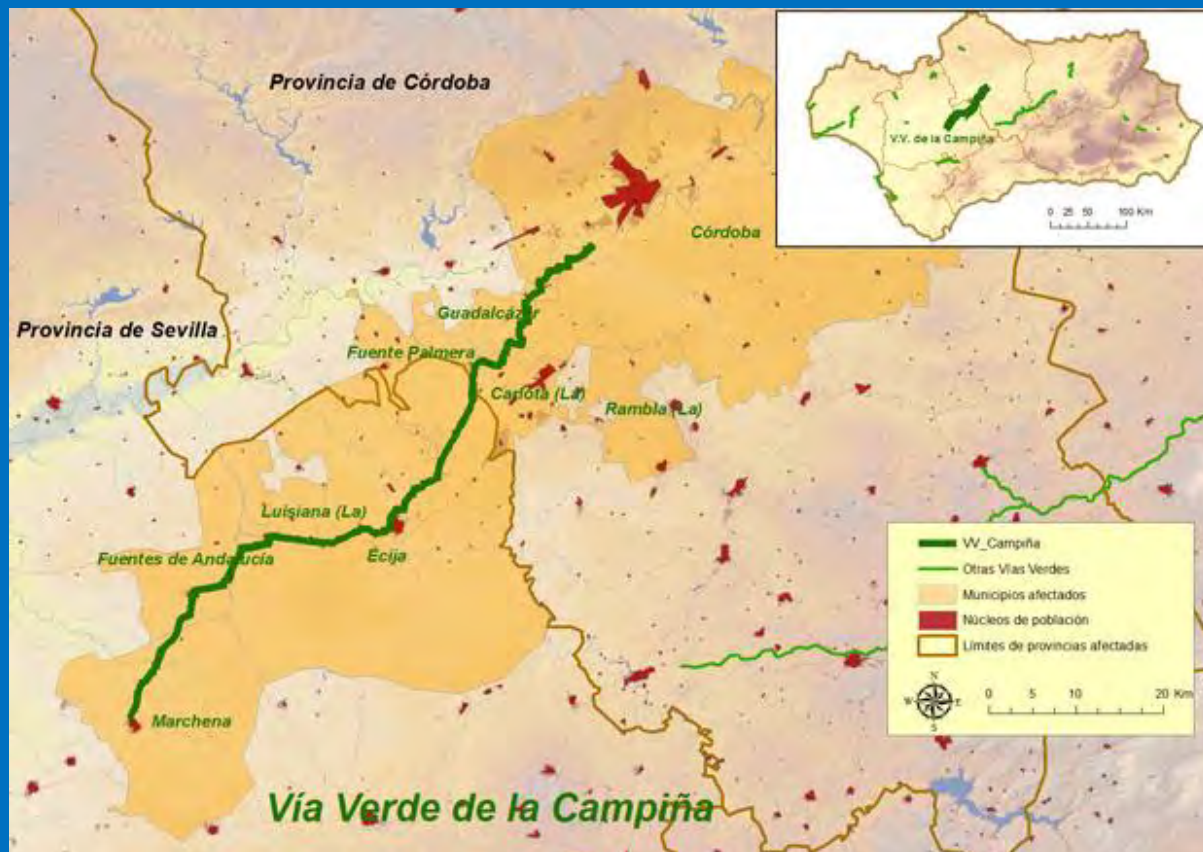 Provincia de Córdoba
V.V. de la Campiña
0 25 50 100 Km
Córdoba
Guadalcázar
Provincia de Sevilla
Fuente Palmera
Carlota (La)
Rambla (La)
Luisiana (La)
Fuentes de Andalucía
Écija
Marchena
VV_Campiña
Otras Vías Verdes
Municipios afectados
Núcleos de población
Límites de provincias afectadas
N
W E
S
0 5 10 20 Km
Vía Verde de la Campiña